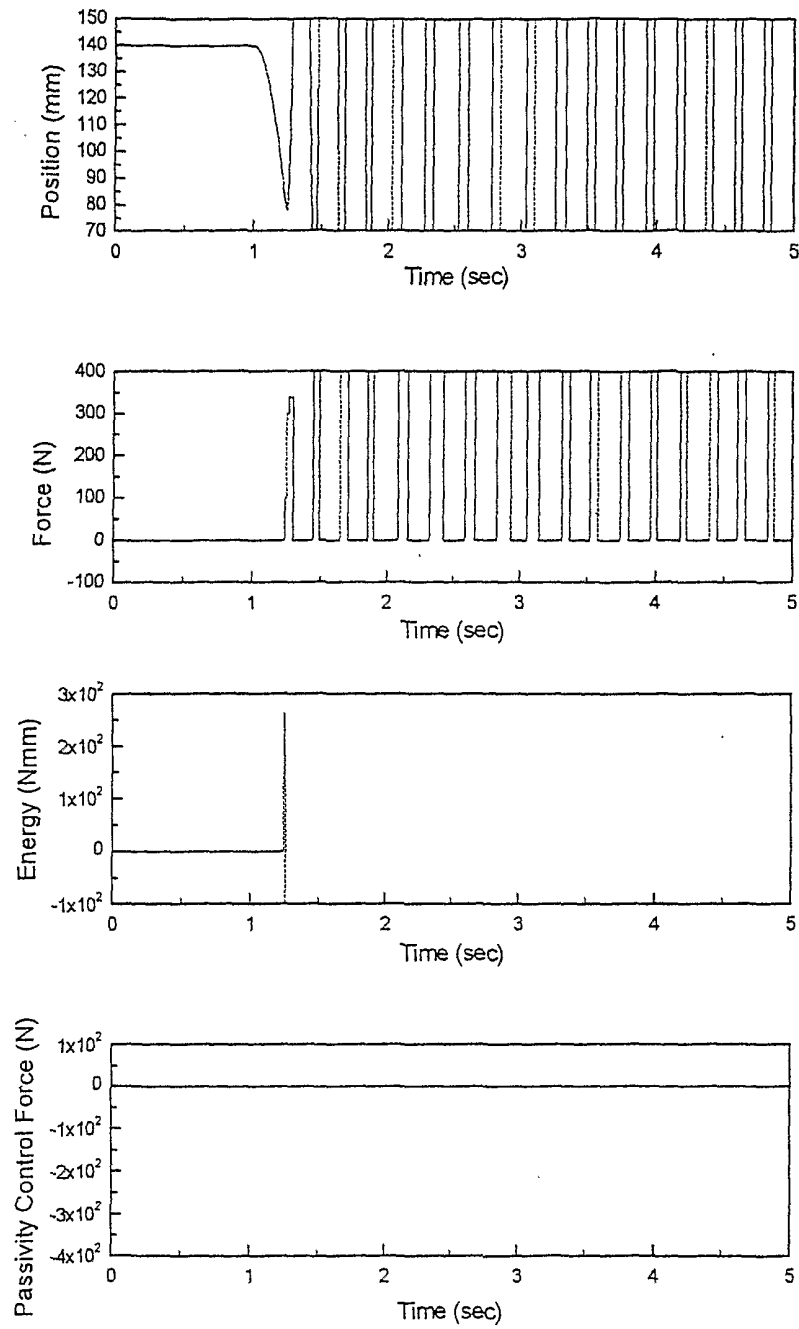 Position (mm)
150
140
130
120
110
100
90
80
70
0 1 2 3 4 5
Time (sec)
Force (N)
400
300
200
100
0
-100
0 1 2 3 4 5
Time (sec)
Energy (Nmm)
3x10²
2x10²
1x10²
0
-1x10²
0 1 2 3 4 5
Time (sec)
Passivity Control Force (N)
1x10²
0
-1x10²
-2x10²
-3x10²
-4x10²
0 1 2 3 4 5
Time (sec)